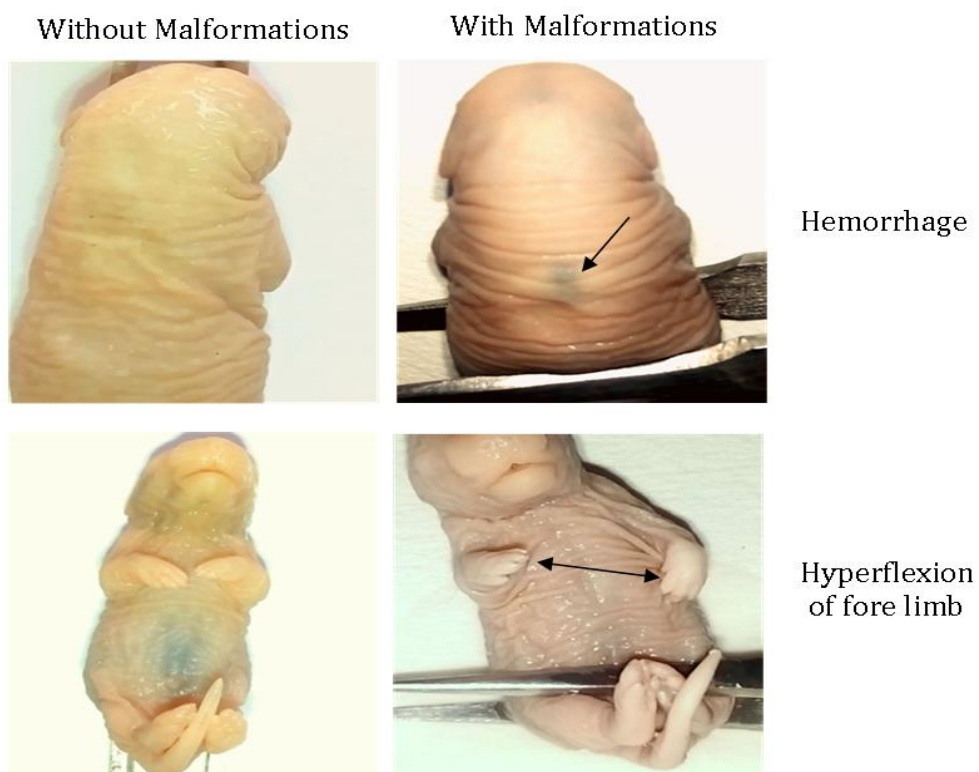 Without Malformations
With Malformations
Hemorrhage
Hyperflexion
of fore limb